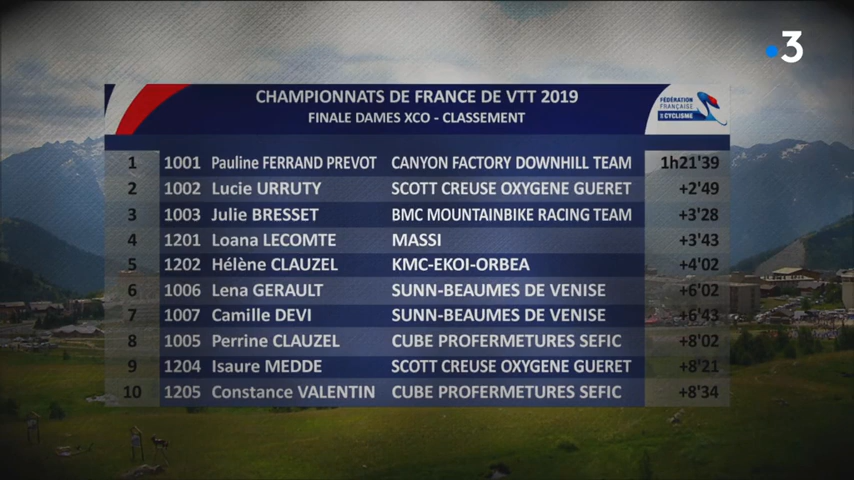 3
CHAMPIONNATS DE FRANCE DE VTT 2019
FINALE DAMES XCO - CLASSEMENT
FÉDÉRATION
FRANÇAISE
DE CYCLISME
1 1001 Pauline FERRAND PREVOT CANYON FACTORY DOWNHILL TEAM 1h21'39
2 1002 Lucie URRUTY SCOTT CREUSE OXYGENE GUERET +2'49
3 1003 Julie BRESSET BMC MOUNTAINBIKE RACING TEAM +3'28
4 1201 Loana LECOMTE MASSI +3'43
5 1202 Hélène CLAUZEL KMC-EKOI-ORBEA +4'02
6 1006 Lena GERAULT SUNN-BEAUMES DE VENISE +6'02
7 1007 Camille DEVI SUNN-BEAUMES DE VENISE +6'43
8 1005 Perrine CLAUZEL CUBE PROFERMETURES SEFIC +8'02
9 1204 Isaure MEDDE SCOTT CREUSE OXYGENE GUERET +8'21
10 1205 Constance VALENTIN CUBE PROFERMETURES SEFIC +8'34